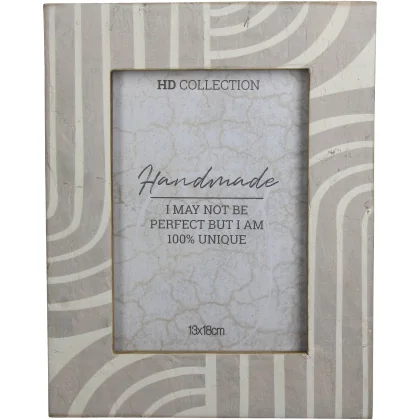 HD COLLECTION
Handmade
I MAY NOT BE
PERFECT BUT I AM
100% UNIQUE
13x18cm